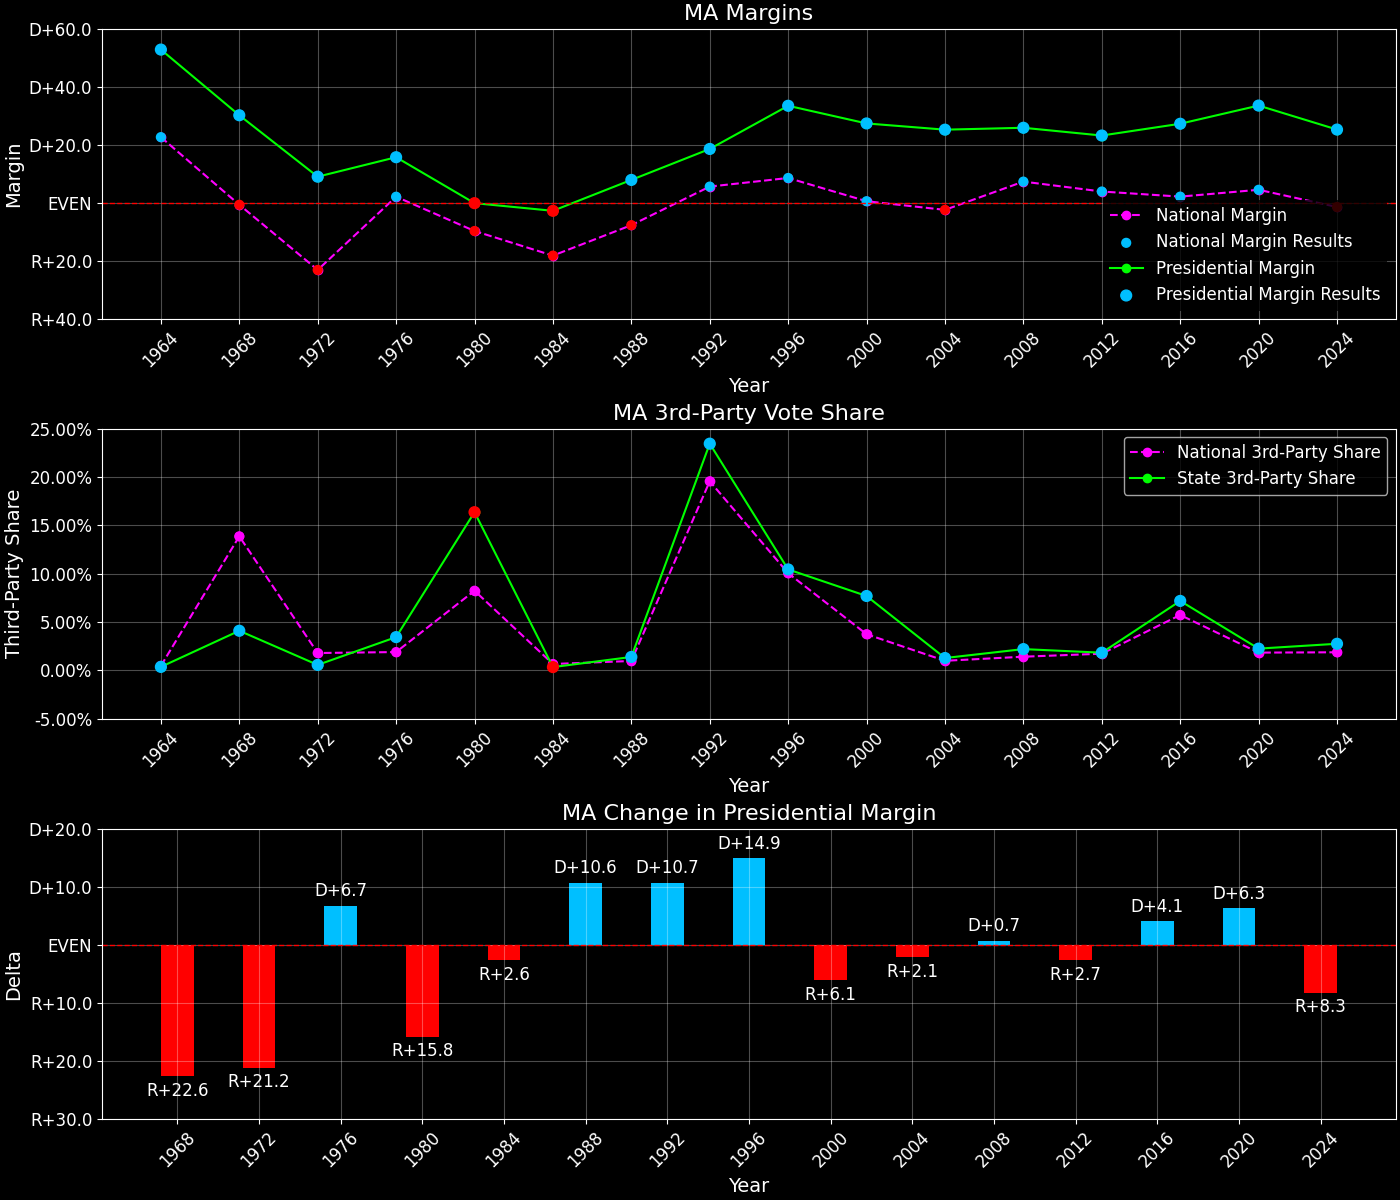 MA Margins
D+60.0
D+40.0
D+20.0
EVEN
R+20.0
R+40.0
Margin
National Margin
National Margin Results
Presidential Margin
Presidential Margin Results
1964 1968 1972 1976 1980 1984 1988 1992 1996 2000 2004 2008 2012 2016 2020 2024
Year
MA 3rd-Party Vote Share
25.00%
20.00%
15.00%
10.00%
5.00%
0.00%
-5.00%
Third-Party Share
National 3rd-Party Share
State 3rd-Party Share
1964 1968 1972 1976 1980 1984 1988 1992 1996 2000 2004 2008 2012 2016 2020 2024
Year
MA Change in Presidential Margin
D+20.0
D+10.0
EVEN
R+10.0
R+20.0
R+30.0
Delta
R+22.6
R+21.2
D+6.7
R+15.8
R+2.6
D+10.6
D+10.7
D+14.9
R+6.1
R+2.1
D+0.7
R+2.7
D+4.1
D+6.3
R+8.3
1968 1972 1976 1980 1984 1988 1992 1996 2000 2004 2008 2012 2016 2020 2024
Year